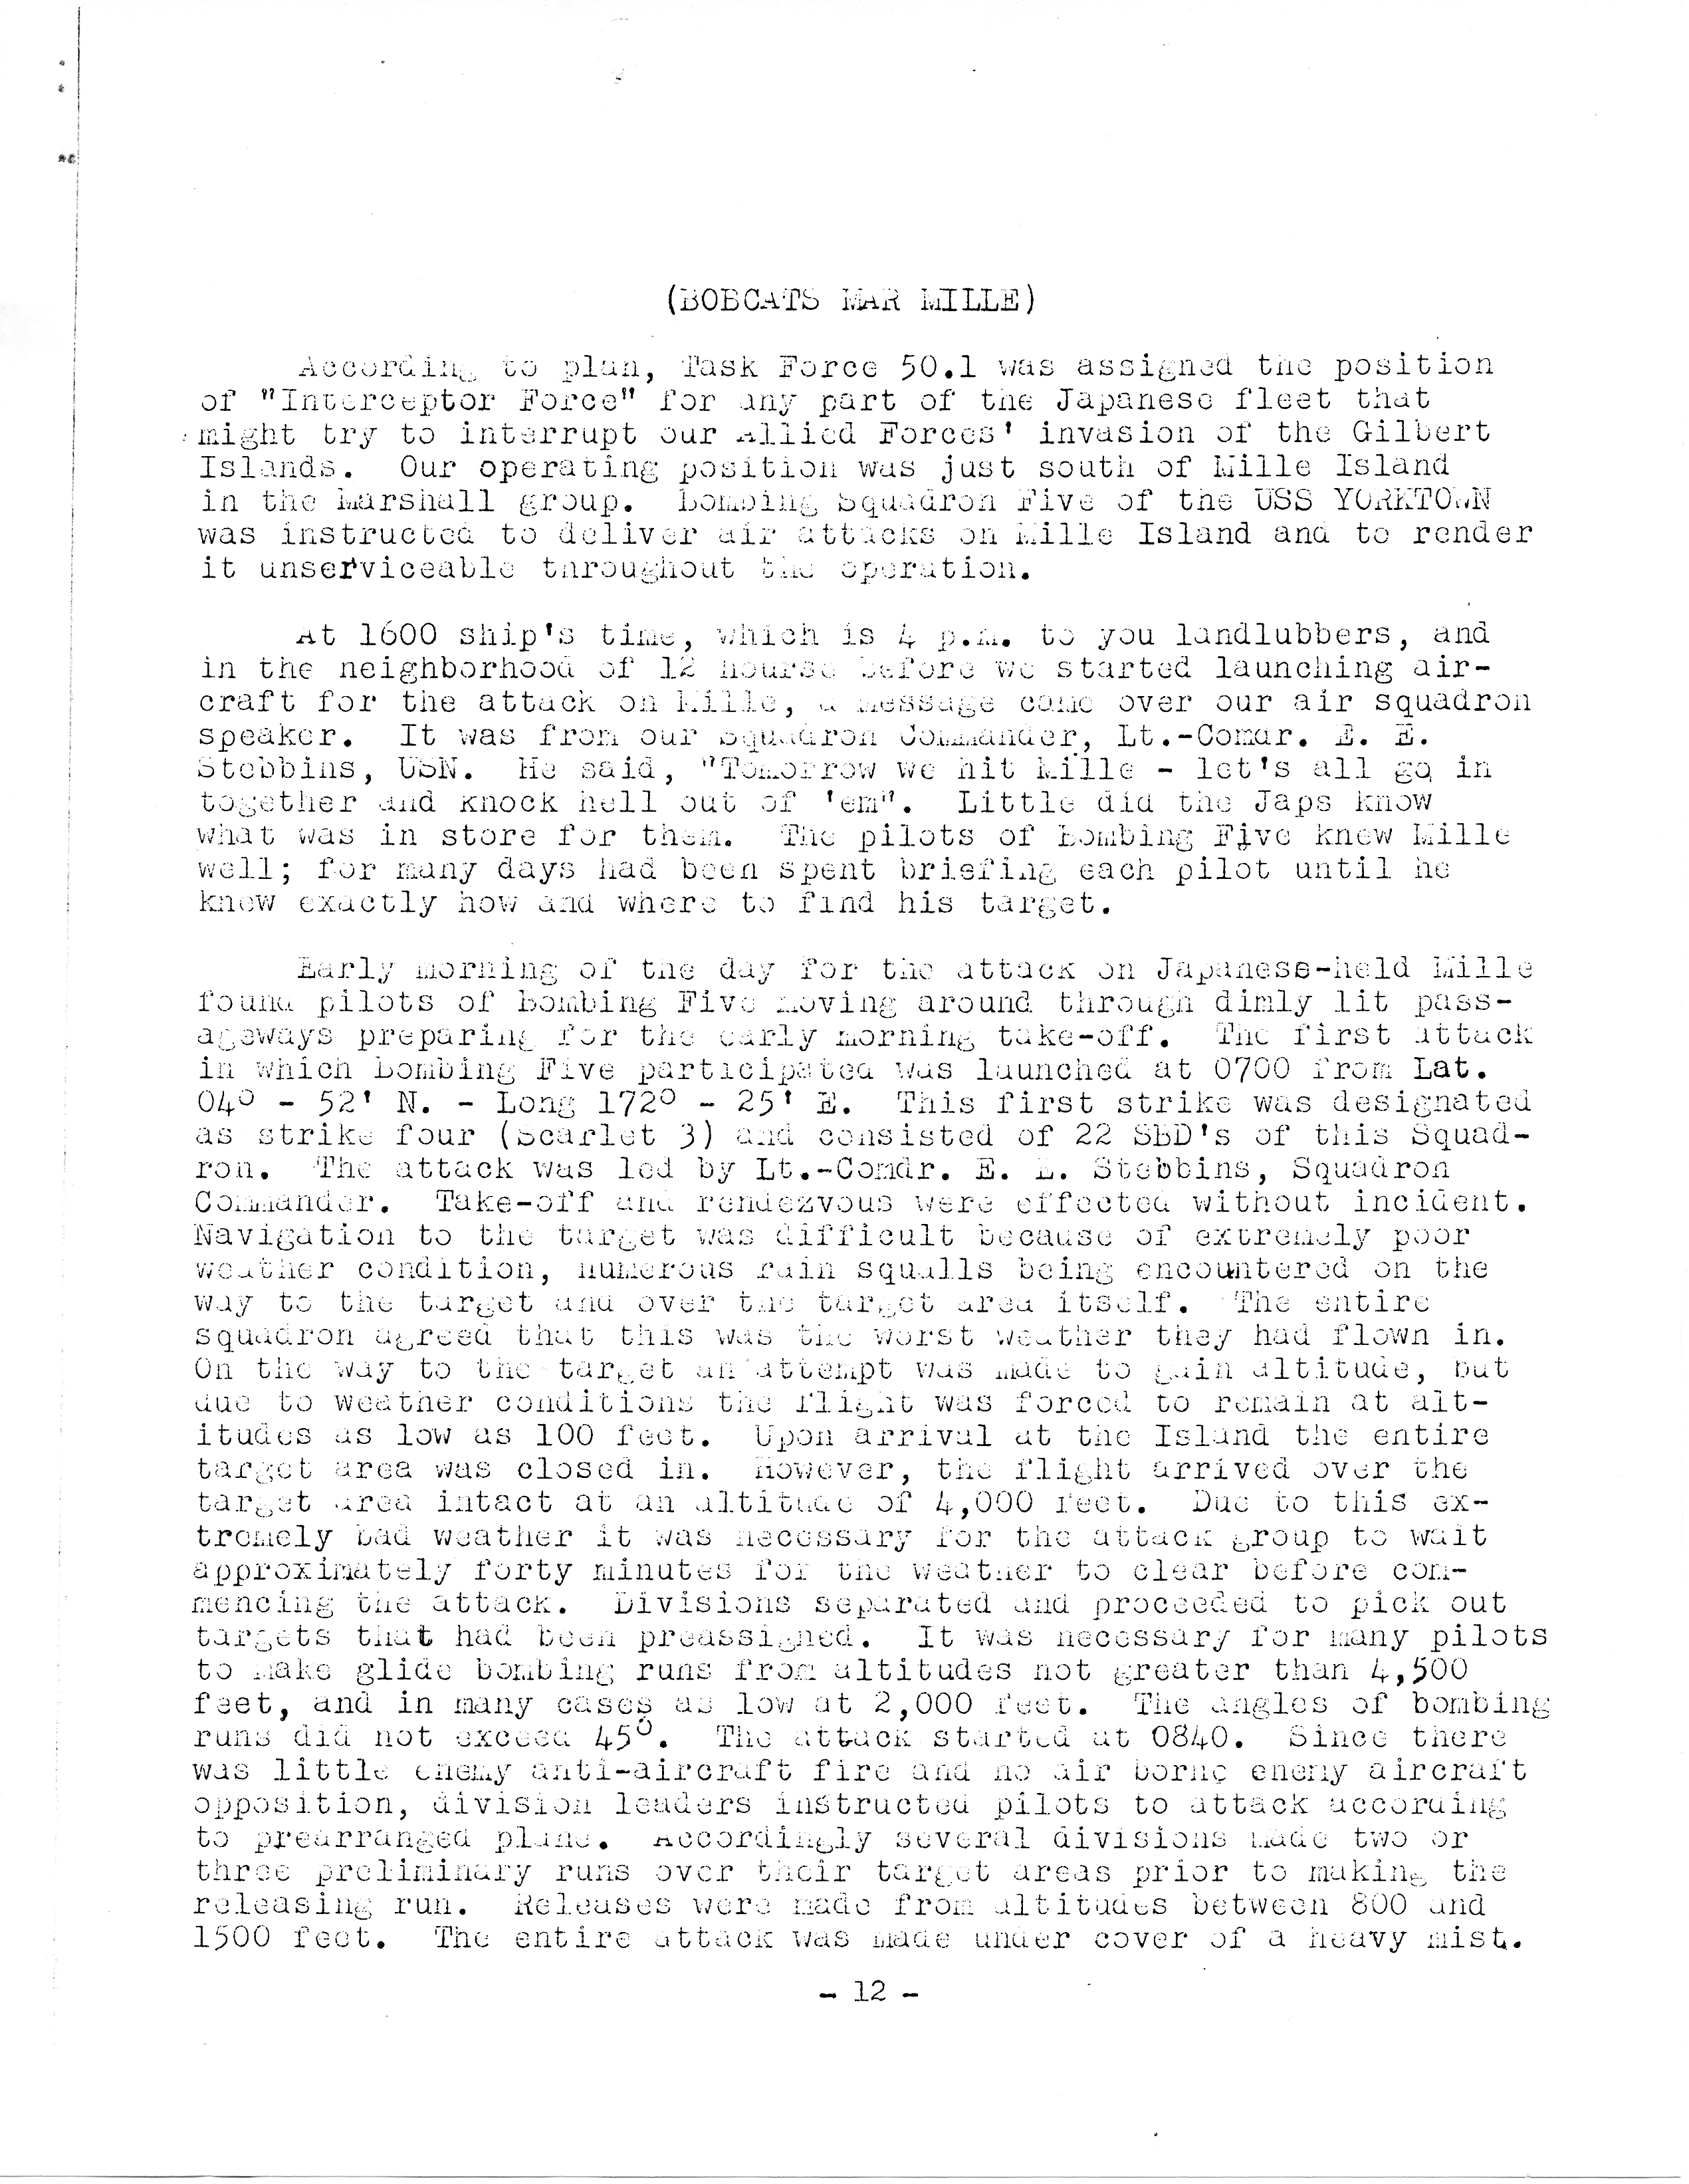 (BOBCATS MAR MILLE)
According to plan, Task Force 50.1 was assigned the position
of "Interceptor Force" for any part of the Japanese fleet that
might try to interrupt our Allied Forces' invasion of the Gilbert
Islands. Our operating position was just south of Mille Island
in the Marshall group. Bombing Squadron Five of the USS YORKTOWN
was instructed to deliver air attacks on Mille Island and to render
it unserviceable throughout the operation.
At 1600 ship's time, which is 4 p.m. to you landlubbers, and
in the neighborhood of 12 hourse before we started launching air-
craft for the attack on Mille, a message came over our air squadron
speaker. It was from our Squadron Commander, Lt.-Comdr. E. E.
Stebbins, USN. He said, "Tomorrow we hit Mille - let's all go in
together and knock hell out of 'em". Little did the Japs know
what was in store for them. The pilots of Bombing Five knew Mille
well; for many days had been spent briefing each pilot until he
knew exactly how and where to find his target.
Early morning of the day for the attack on Japanese-held Mille
found pilots of Bombing Five moving around through dimly lit pass-
ageways preparing for the early morning take-off. The first attack
in which Bombing Five participated was launched at 0700 from Lat.
04° - 52' N. - Long 172° - 25' E. This first strike was designated
as strike four (Scarlet 3) and consisted of 22 SBD's of this Squad-
ron. The attack was led by Lt.-Comdr. E. E. Stebbins, Squadron
Commander. Take-off and rendezvous were effected without incident.
Navigation to the target was difficult because of extremely poor
weather condition, numerous rain squalls being encountered on the
way to the target and over the target area itself. The entire
squadron agreed that this was the worst weather they had flown in.
On the way to the target an attempt was made to gain altitude, but
due to weather conditions the flight was forced to remain at alt-
itudes as low as 100 feet. Upon arrival at the Island the entire
target area was closed in. However, the flight arrived over the
target area intact at an altitude of 4,000 feet. Due to this ex-
tremely bad weather it was necessary for the attack group to wait
approximately forty minutes for the weather to clear before com-
mencing the attack. Divisions separated and proceeded to pick out
targets that had been preassigned. It was necessary for many pilots
to make glide bombing runs from altitudes not greater than 4,500
feet, and in many cases as low at 2,000 feet. The angles of bombing
runs did not exceed 45°. The attack started at 0840. Since there
was little enemy anti-aircraft fire and no air borne enemy aircraft
opposition, division leaders instructed pilots to attack according
to prearranged plans. Accordingly several divisions made two or
three preliminary runs over their target areas prior to making the
releasing run. Releases were made from altitudes between 800 and
1500 feet. The entire attack was made under cover of a heavy mist.
- 12 -